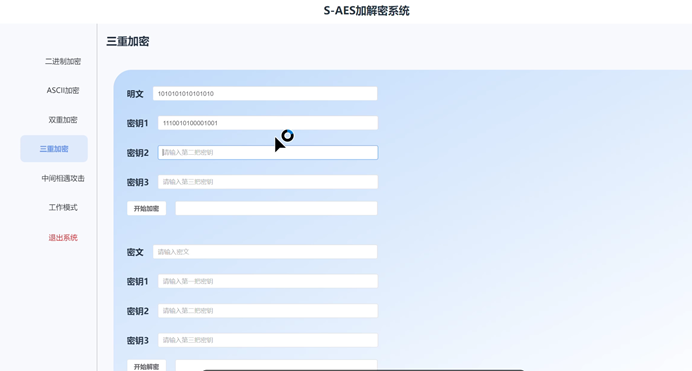 S-AES加解密系统
三重加密
二进制加密
ASCII加密
双重加密
三重加密
中间相遇攻击
工作模式
退出系统
明文 1010101010101010
密钥1 1110010100001001
密钥2 请输入第二把密钥
密钥3 请输入第三把密钥
开始加密
密文 请输入密文
密钥1 请输入第一把密钥
密钥2 请输入第二把密钥
密钥3 请输入第三把密钥
开始解密